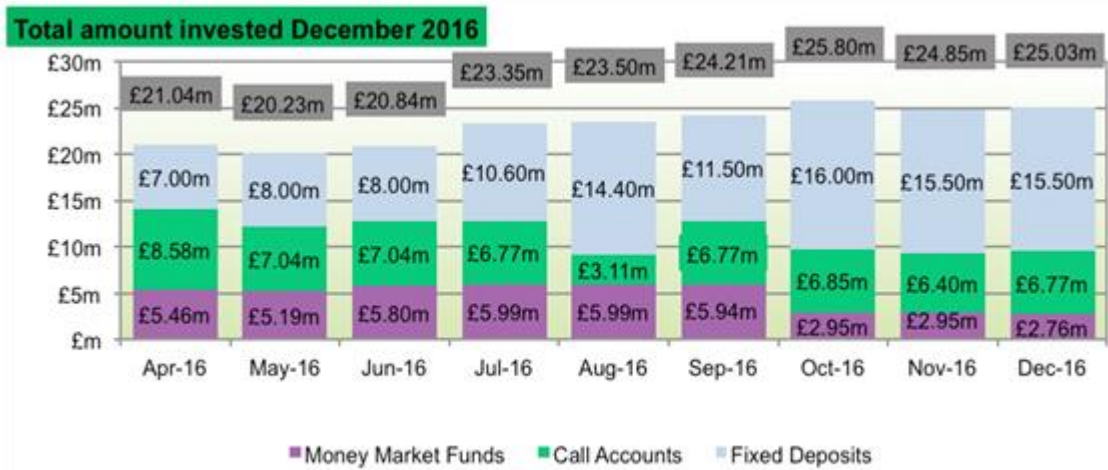 Total amount invested December 2016
£30m
£25m
£20m
£15m
£10m
£5m
£m
£21.04m £20.23m £20.84m £23.35m £23.50m £24.21m £25.80m £24.85m £25.03m
£7.00m £8.00m £8.00m £10.60m £14.40m £11.50m £16.00m £15.50m £15.50m
£8.58m £7.04m £7.04m £6.77m £3.11m £6.77m £6.85m £6.40m £6.77m
£5.46m £5.19m £5.80m £5.99m £5.99m £5.94m £2.95m £2.95m £2.76m
Apr-16 May-16 Jun-16 Jul-16 Aug-16 Sep-16 Oct-16 Nov-16 Dec-16
Money Market Funds Call Accounts Fixed Deposits